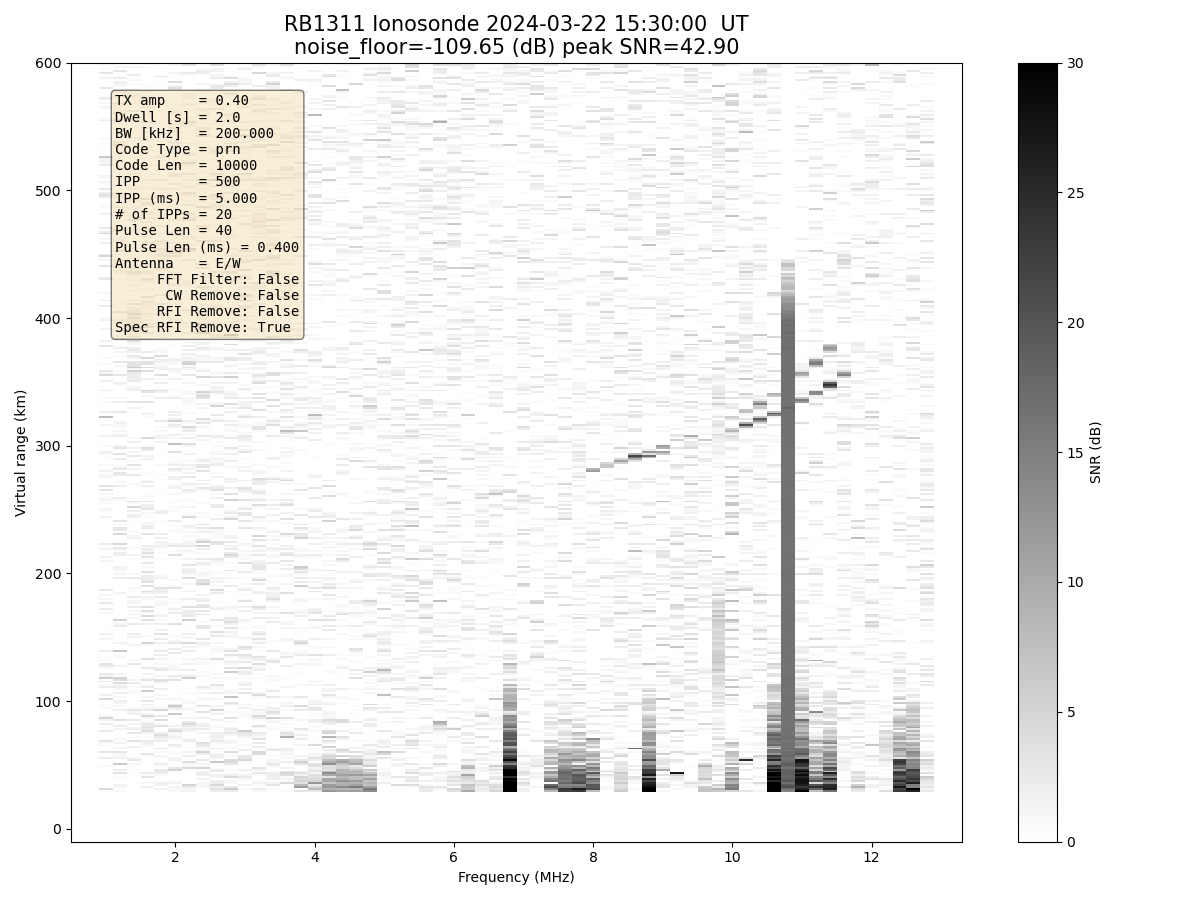 RB1311 Ionosonde 2024-03-22 15:30:00  UT
noise_floor=-109.65 (dB) peak SNR=42.90
600
500
400
300
200
100
0
Virtual range (km)
TX amp    = 0.40
Dwell [s] = 2.0
BW [kHz]  = 200.000
Code Type = prn
Code Len  = 10000
IPP       = 500
IPP (ms)  = 5.000
# of IPPs = 20
Pulse Len = 40
Pulse Len (ms) = 0.400
Antenna   = E/W
FFT Filter: False
CW Remove: False
RFI Remove: False
Spec RFI Remove: True
2 4 6 8 10 12
Frequency (MHz)
30
25
20
15
10
5
0
SNR (dB)